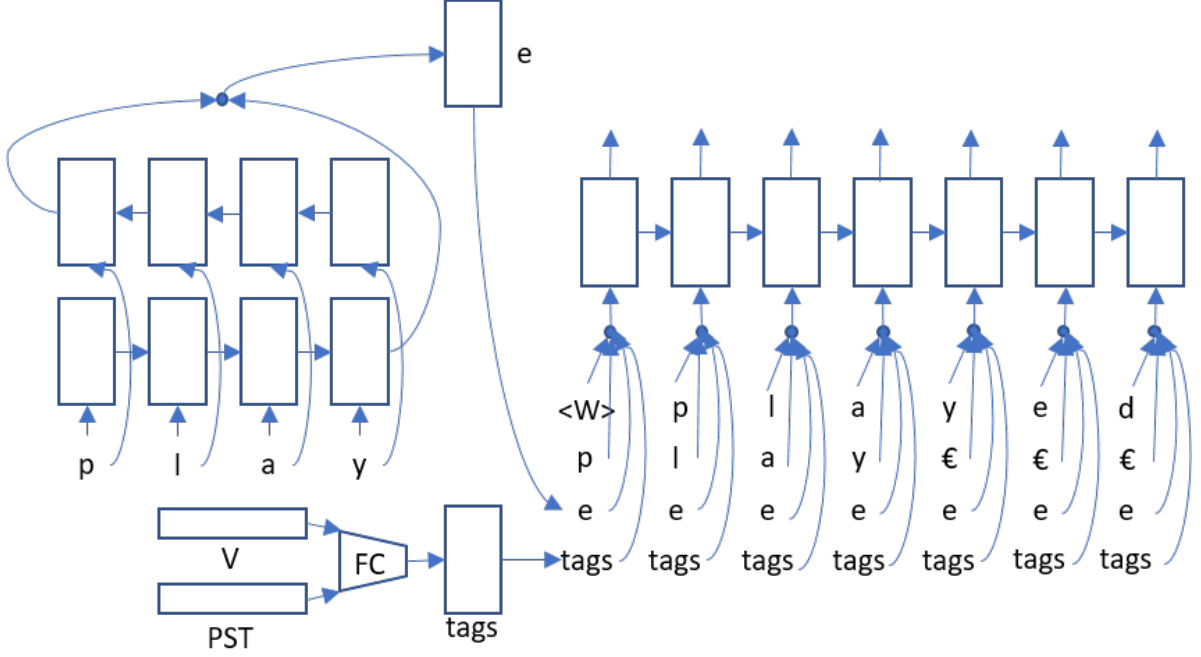 e
<W> p l a y e d
p l a y € € €
p l a y
e e e e e e e
V
FC
tags tags tags tags tags tags tags
PST
tags